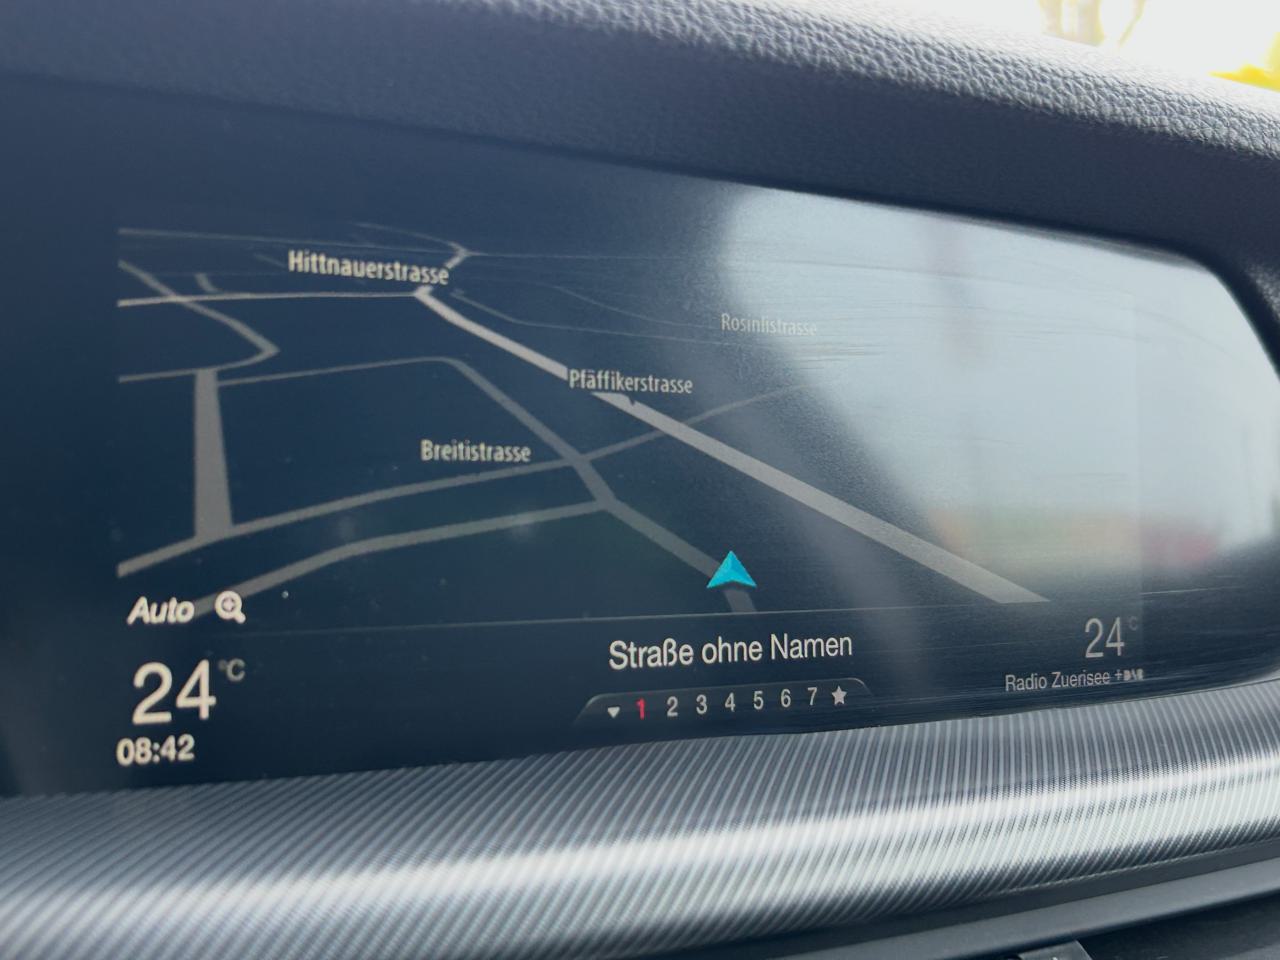 Hittnauerstrasse
Rosinlistrasse
Pfäffikerstrasse
Breitistrasse
Auto
24 °C
08:42
Straße ohne Namen
1 2 3 4 5 6 7
24 °C
Radio Zuerisee +DAB